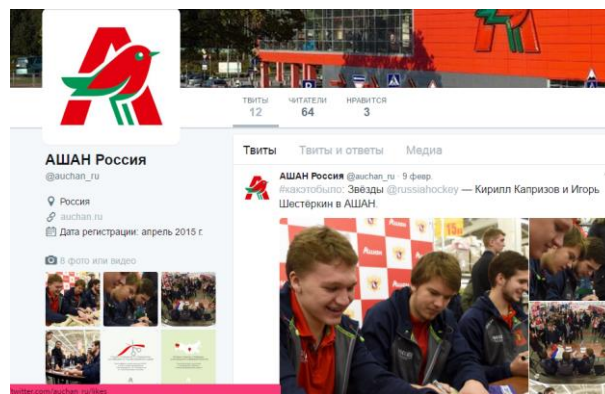 ТВИТЫ
12
ЧИТАТЕЛИ
64
НРАВИТСЯ
3
АШАН Россия
@auchan_ru
Россия
auchan.ru
Дата регистрации: апрель 2015 г.
8 фото или видео
Твиты
Твиты и ответы
Медиа
АШАН Россия @auchan_ru · 9 февр.
#какэтобыло: Звёзды @russiahockey — Кирилл Капризов и Игорь
Шестёркин в АШАН.
twitter.com/auchan_ru/likes